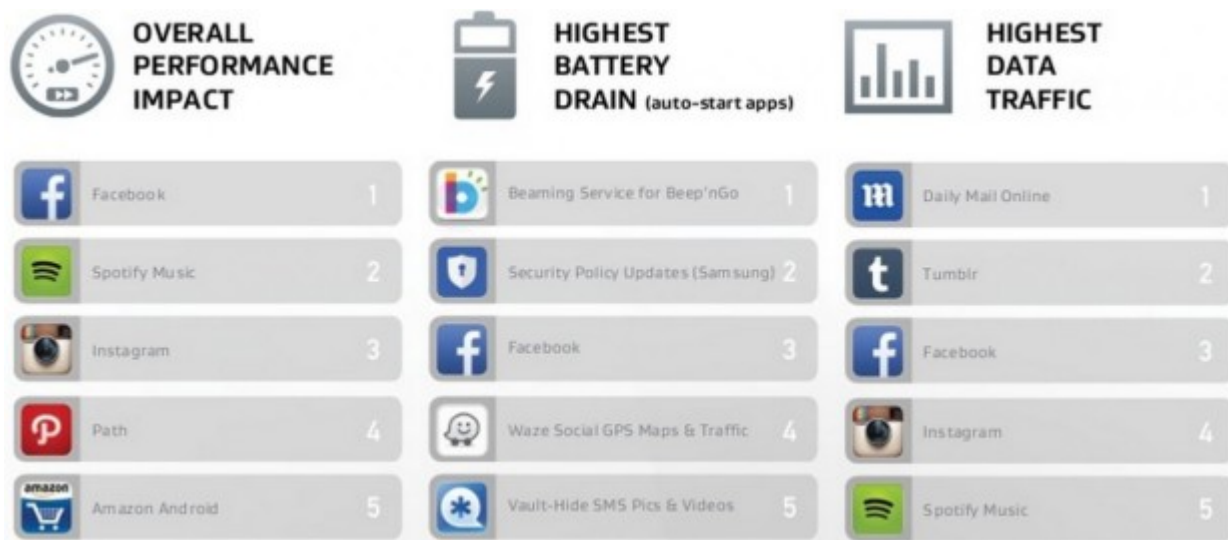 OVERALL
PERFORMANCE
IMPACT
Facebook 1
Spotify Music 2
Instagram 3
Path 4
amazon
Amazon Android 5
HIGHEST
BATTERY
DRAIN (auto-start apps)
Beaming Service for Beep'nGo 1
Security Policy Updates (Samsung) 2
Facebook 3
Waze Social GPS Maps & Traffic 4
Vault-Hide SMS Pics & Videos 5
HIGHEST
DATA
TRAFFIC
Daily Mail Online 1
Tumblr 2
Facebook 3
Instagram 4
Spotify Music 5